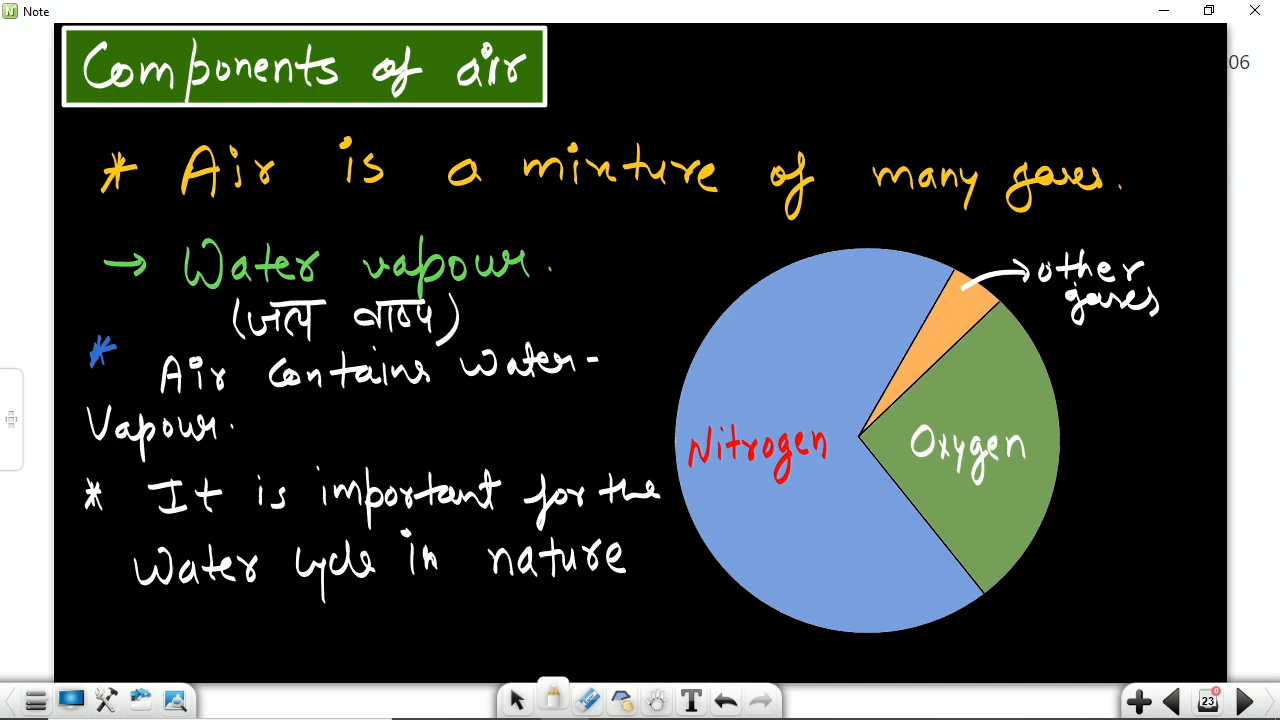 Note
06
Components of air
* Air is a mixture of many gases.
→ Water vapour.
(जल वाष्प)
* Air contains water-
Vapour.
* It is important for the
water cycle in nature
other
gases
Nitrogen
Oxygen
T
23
0